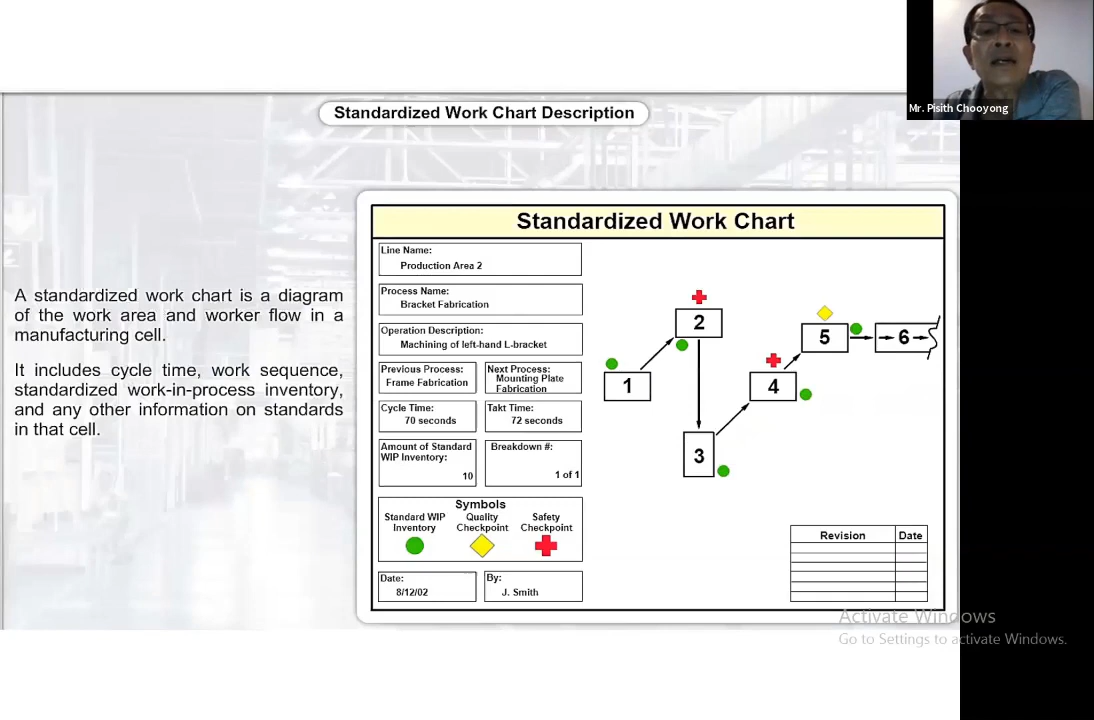 Mr. Pisith Chooyong
Standardized Work Chart Description
A standardized work chart is a diagram
of the work area and worker flow in a
manufacturing cell.
It includes cycle time, work sequence,
standardized work-in-process inventory,
and any other information on standards
in that cell.
Standardized Work Chart
Line Name:
Production Area 2
Process Name:
Bracket Fabrication
Operation Description:
Machining of left-hand L-bracket
Previous Process:
Frame Fabrication
Next Process:
Mounting Plate
Fabrication
Cycle Time:
70 seconds
Takt Time:
72 seconds
Amount of Standard
WIP Inventory:
10
Breakdown #:
1 of 1
Symbols
Standard WIP
Inventory
Quality
Checkpoint
Safety
Checkpoint
Date:
8/12/02
By:
J. Smith
1
2
3
4
5
6
Revision
Date
Activate Windows
Go to Settings to activate Windows.